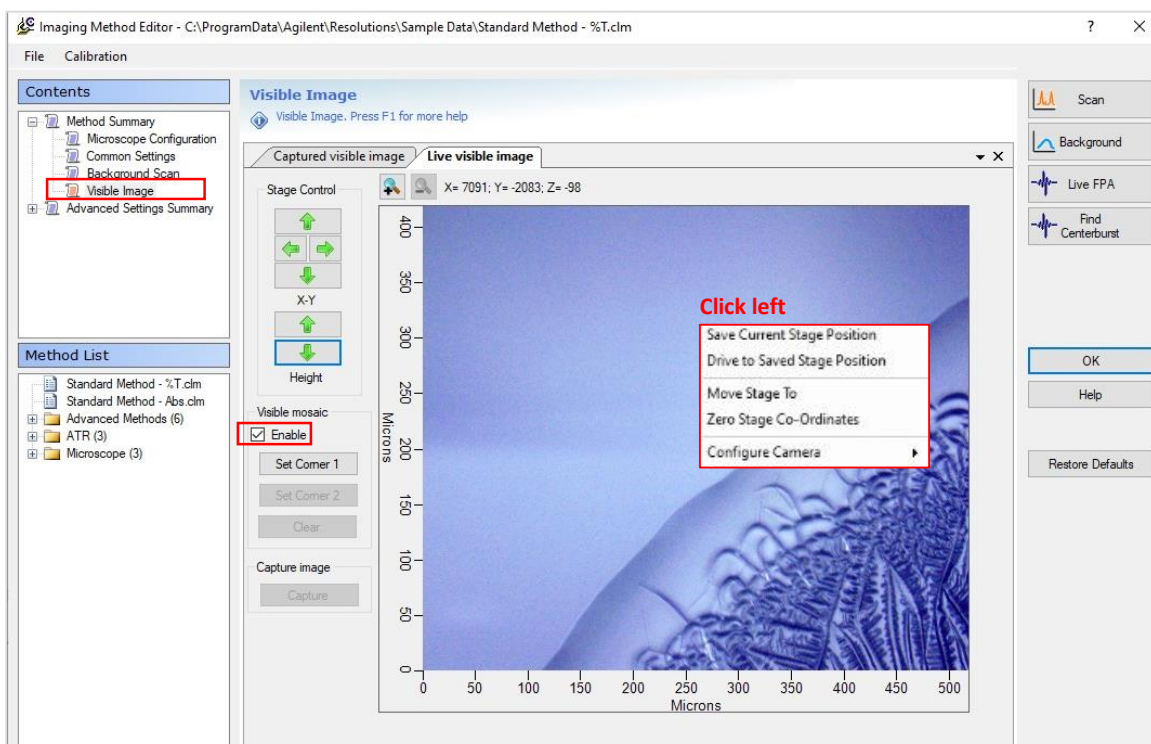 Imaging Method Editor - C:\ProgramData\Agilent\Resolutions\Sample Data\Standard Method - %T.clm
? X
File Calibration
Contents
Method Summary
Microscope Configuration
Common Settings
Background Scan
Visible Image
Advanced Settings Summary
Method List
Standard Method - %T.clm
Standard Method - Abs.clm
Advanced Methods (6)
ATR (3)
Microscope (3)
Visible Image
Visible Image. Press F1 for more help
Captured visible image Live visible image
Stage Control
X-Y
Height
Visible mosaic
Enable
Set Corner 1
Set Corner 2
Clear
Capture image
Capture
X= 7091; Y= -2083; Z= -98
400
350
300
250
200
150
100
50
0
Microns
Click left
Save Current Stage Position
Drive to Saved Stage Position
Move Stage To
Zero Stage Co-Ordinates
Configure Camera
0 50 100 150 200 250 300 350 400 450 500
Microns
Scan
Background
Live FPA
Find
Centerburst
OK
Help
Restore Defaults